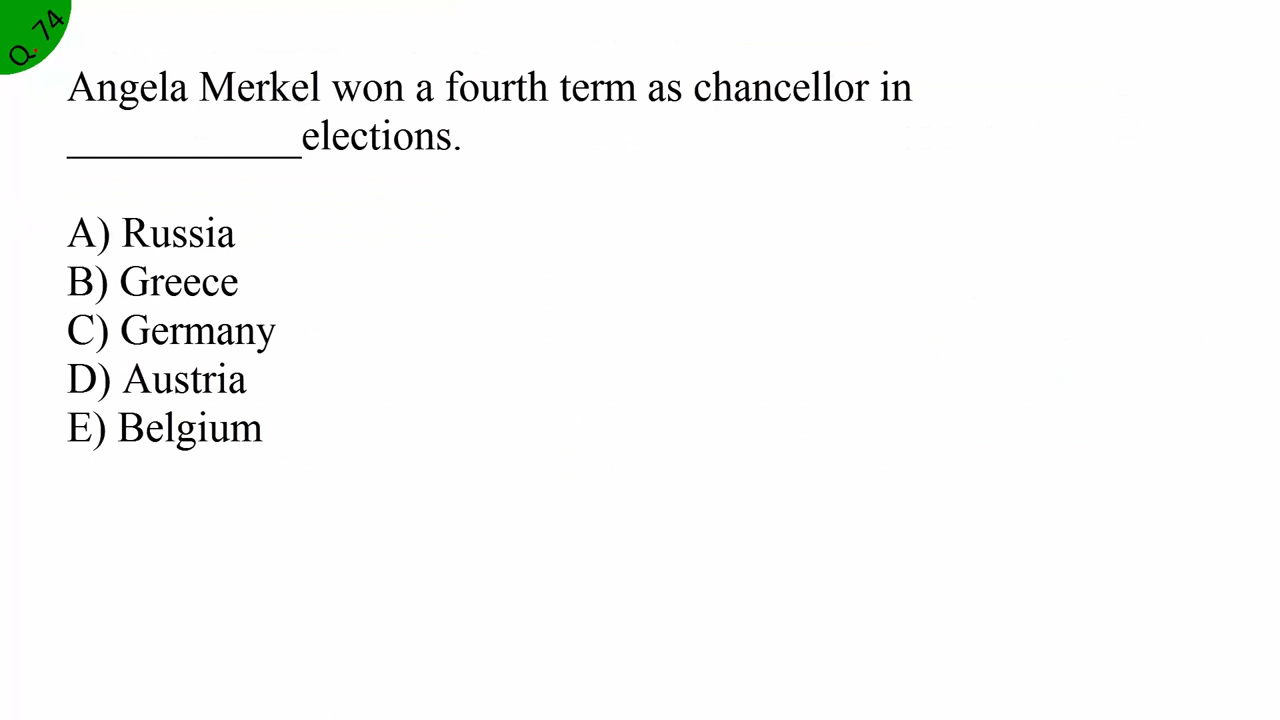 Q.74
Angela Merkel won a fourth term as chancellor in
___________elections.
A) Russia
B) Greece
C) Germany
D) Austria
E) Belgium